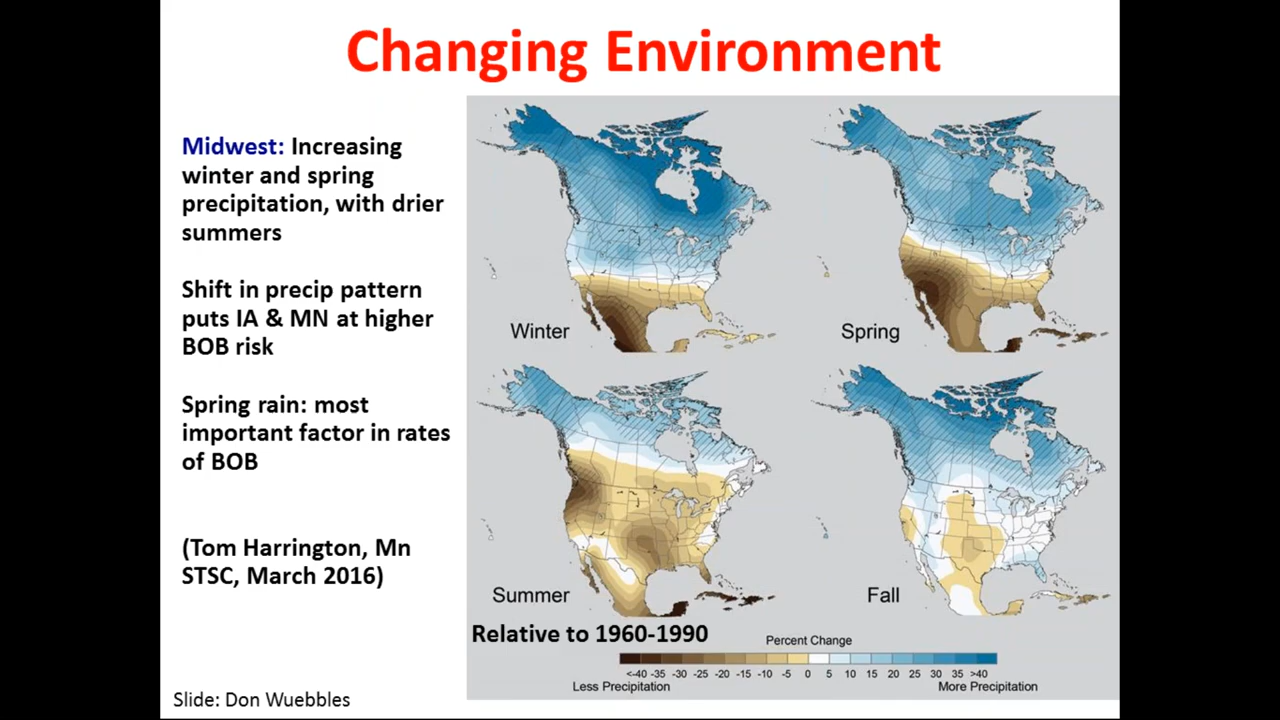 Changing Environment
Midwest: Increasing
winter and spring
precipitation, with drier
summers
Shift in precip pattern
puts IA & MN at higher
BOB risk
Spring rain: most
important factor in rates
of BOB
(Tom Harrington, Mn
STSC, March 2016)
Slide: Don Wuebbles
Winter
Spring
Summer
Fall
Relative to 1960-1990
Percent Change
<-40 -35 -30 -25 -20 -15 -10 -5 0 5 10 15 20 25 30 35 >40
Less Precipitation
More Precipitation